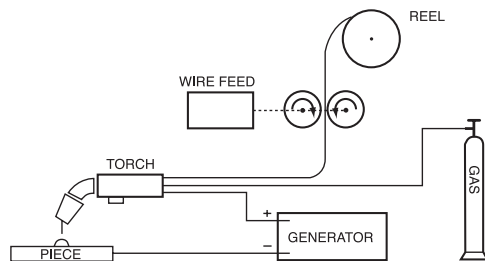 REEL
WIRE FEED
TORCH
GAS
+
GENERATOR
−
PIECE